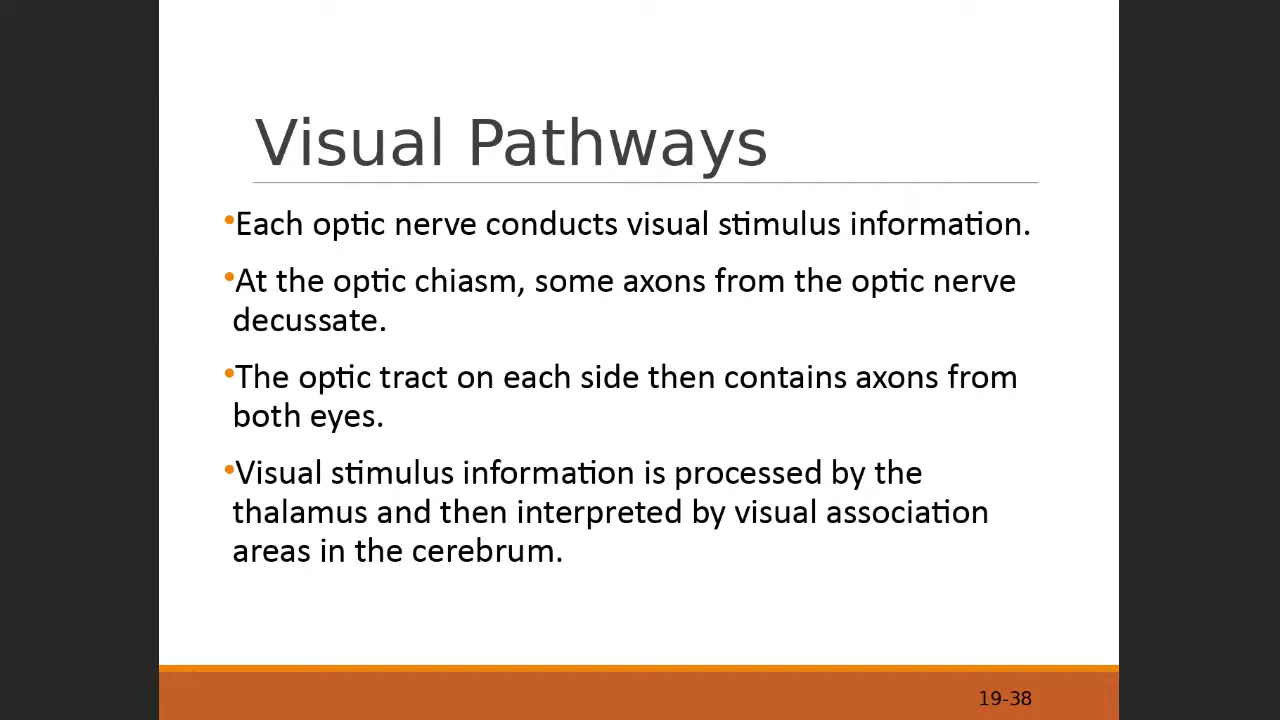 Visual Pathways
•Each optic nerve conducts visual stimulus information.
•At the optic chiasm, some axons from the optic nerve
decussate.
•The optic tract on each side then contains axons from
both eyes.
•Visual stimulus information is processed by the
thalamus and then interpreted by visual association
areas in the cerebrum.
19-38